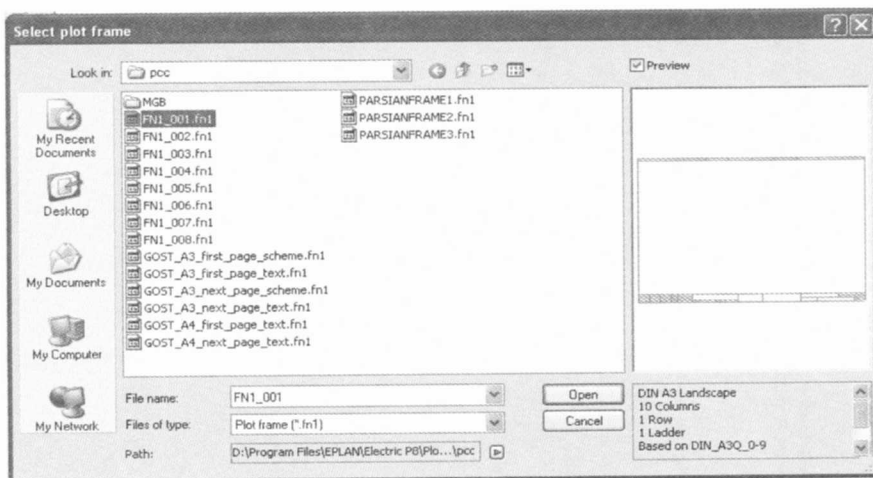 Select plot frame
Look in:
pcc
Preview
My Recent
Documents
Desktop
My Documents
My Computer
My Network
MGB
FN1_001.fn1
FN1_002.fn1
FN1_003.fn1
FN1_004.fn1
FN1_005.fn1
FN1_006.fn1
FN1_007.fn1
FN1_008.fn1
GOST_A3_first_page_scheme.fn1
GOST_A3_first_page_text.fn1
GOST_A3_next_page_scheme.fn1
GOST_A3_next_page_text.fn1
GOST_A4_first_page_text.fn1
GOST_A4_next_page_text.fn1
PARSIANFRAME1.fn1
PARSIANFRAME2.fn1
PARSIANFRAME3.fn1
File name:
FN1_001
Open
Files of type:
Plot frame (*.fn1)
Cancel
Path:
D:\Program Files\EPLAN\Electric P8\Plo...\pcc
DIN A3 Landscape
10 Columns
1 Row
1 Ladder
Based on DIN_A3Q_0-9